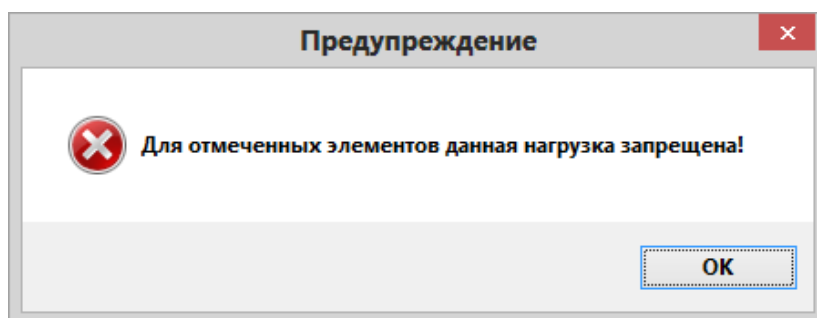 Предупреждение
Для отмеченных элементов данная нагрузка запрещена!
OK